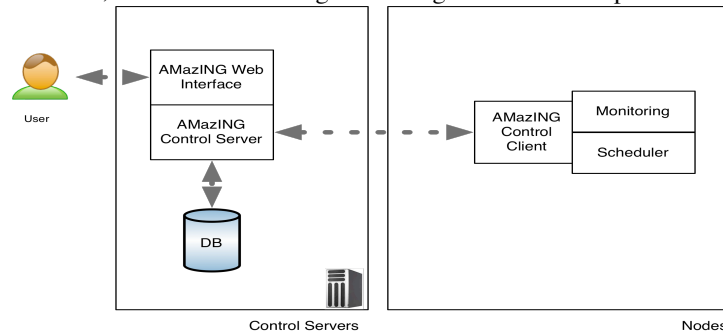 AMazING Web
Interface
AMazING
Control Server
User
DB
Control Servers
AMazING
Control
Client
Monitoring
Scheduler
Nodes